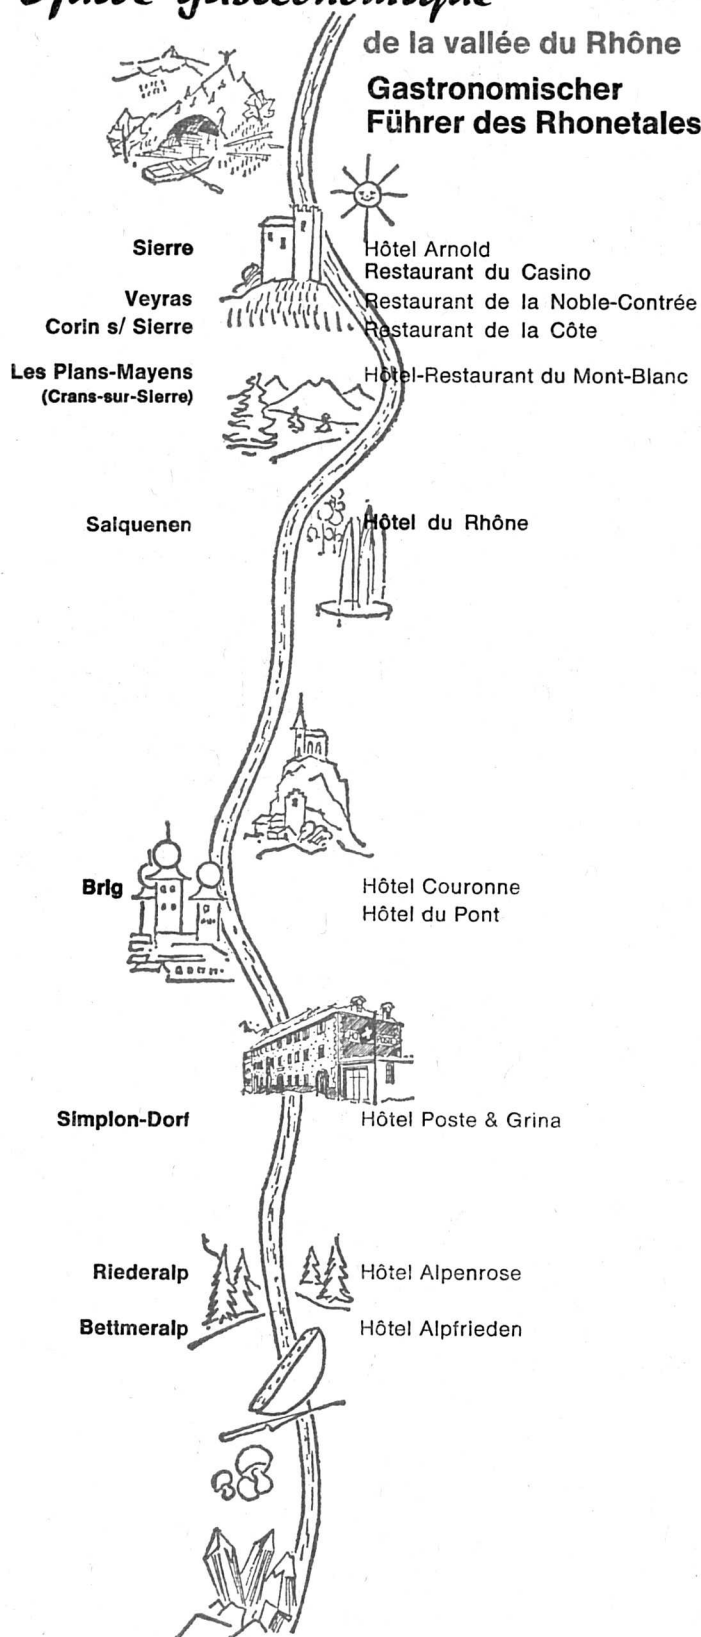 Guide gastronomique
de la vallée du Rhône
Gastronomischer
Führer des Rhonetales
Sierre Hôtel Arnold
Restaurant du Casino
Veyras Restaurant de la Noble-Contrée
Corin s/ Sierre Restaurant de la Côte
Les Plans-Mayens Hôtel-Restaurant du Mont-Blanc
(Crans-sur-Sierre)
Salquenen Hôtel du Rhône
Brig Hôtel Couronne
Hôtel du Pont
Simplon-Dorf Hôtel Poste & Grina
Riederalp Hôtel Alpenrose
Bettmeralp Hôtel Alpfrieden